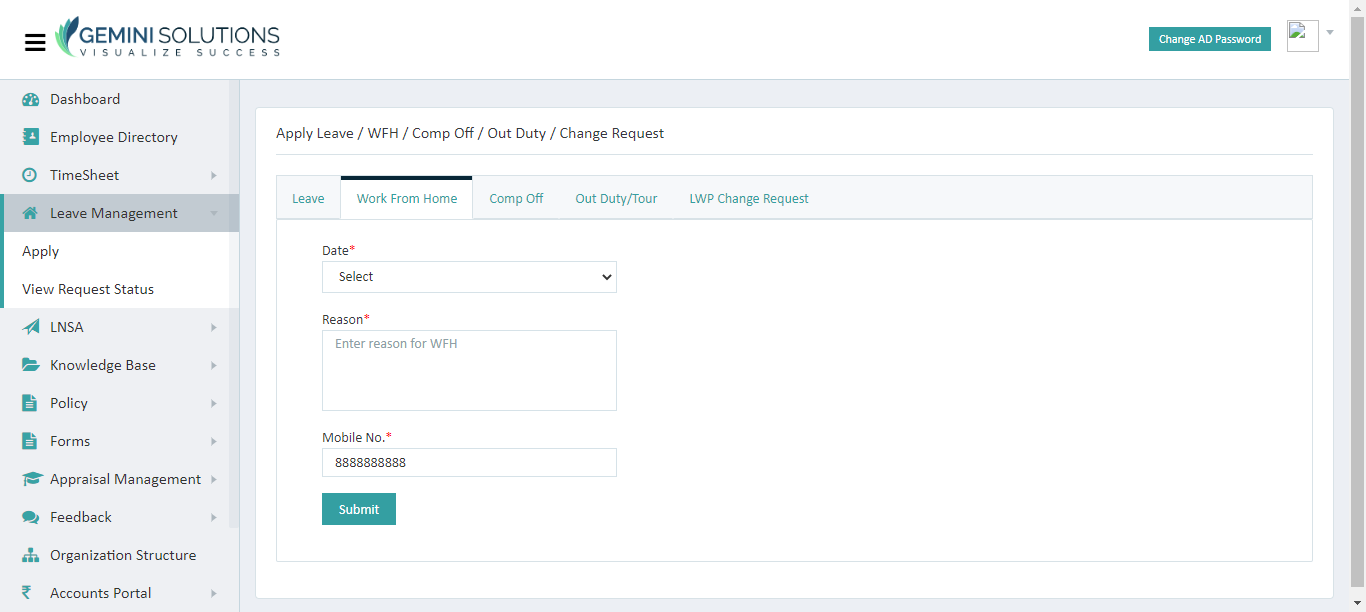 GEMINI SOLUTIONS
VISUALIZE SUCCESS
Change AD Password
Dashboard
Employee Directory
TimeSheet
Leave Management
Apply
View Request Status
LNSA
Knowledge Base
Policy
Forms
Appraisal Management
Feedback
Organization Structure
Accounts Portal
Apply Leave / WFH / Comp Off / Out Duty / Change Request
Leave Work From Home Comp Off Out Duty/Tour LWP Change Request
Date*
Select
Reason*
Enter reason for WFH
Mobile No.*
8888888888
Submit